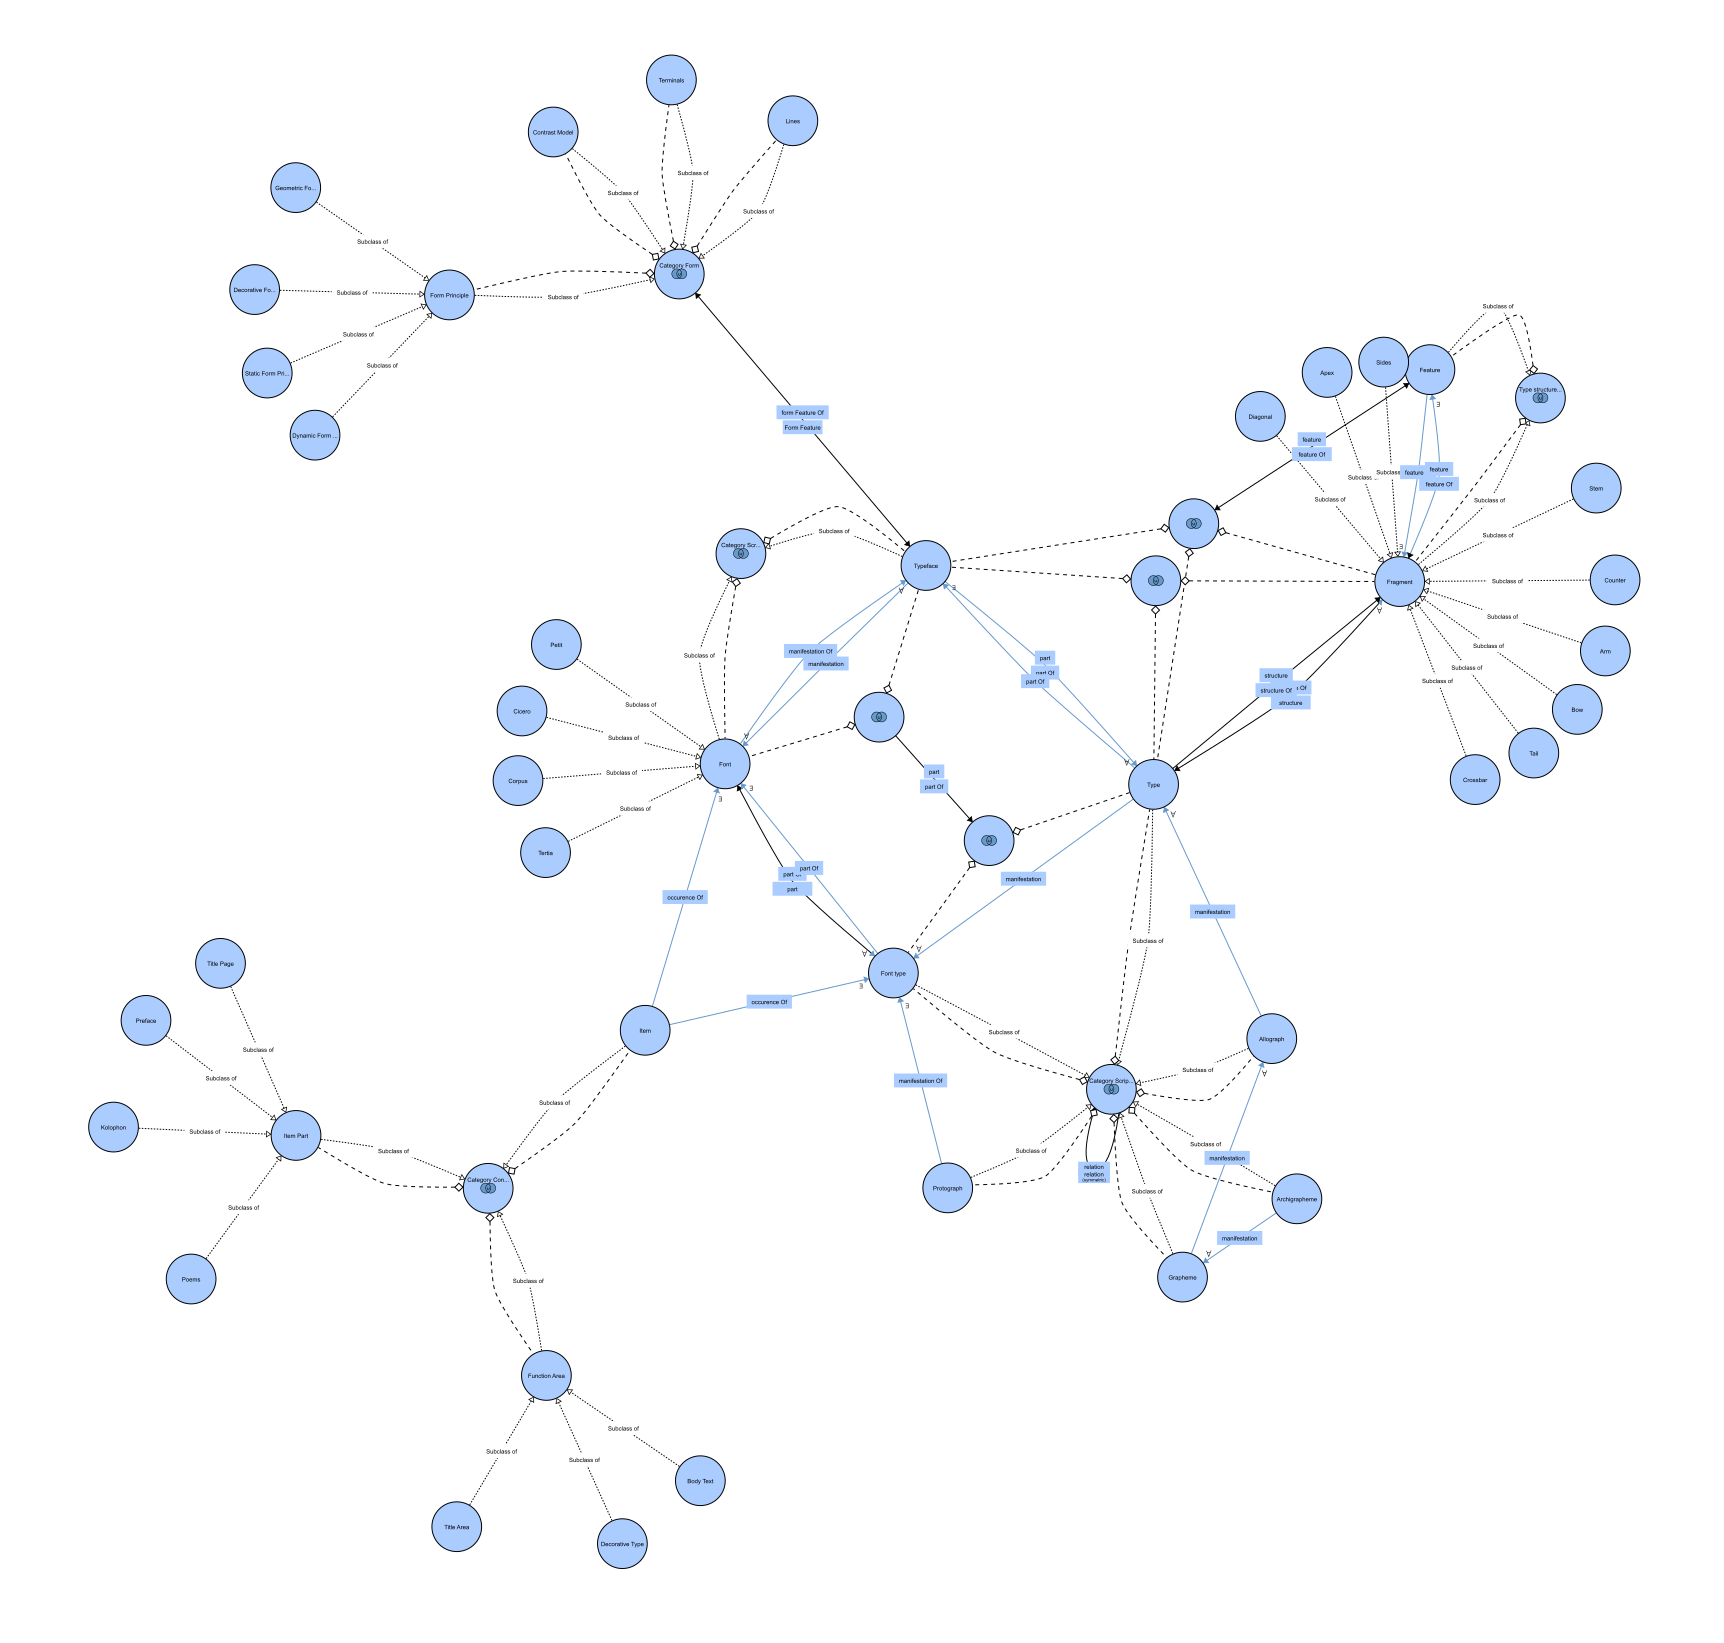 Terminals
Lines
Contrast Model
Subclass of
Geometric Fo...
Subclass of
Subclass of
Subclass of
Category Form
Decorative Fo...
Subclass of
Form Principle
Subclass of
Static Form Pri...
Subclass of
Subclass of
Dynamic Form ...
form Feature Of
Form Feature
Subclass of
Sides
Feature
Apex
Type structure...
Diagonal
feature
feature Of
E
Subclass
feature
feature
Subclass
feature Of
Stem
Subclass of
Subclass of
Subclass of
Category Scr...
Subclass of
Typeface
E
Fragment
Subclass of
Counter
E
A
A
Subclass of
Arm
Petit
Subclass of
manifestation Of
manifestation
part
part Of
part Of
Subclass of
Subclass of
Subclass of
structure
structure Of
Of
structure
Subclass of
Cicero
Bow
Subclass of
A
Tail
Font
A
Type
Corpus
Subclass of
Crossbar
E
E
part
part Of
Subclass of
A
Tertia
part Of
part
part
manifestation
occurence Of
manifestation
Subclass of
A
A
Title Page
Font type
E
occurence Of
E
Preface
Item
Subclass of
Allograph
Subclass of
Subclass of
A
Subclass of
manifestation Of
Category Scrip...
Subclass of
Kolophon
Subclass of
Item Part
Subclass of
Subclass of
Subclass of
manifestation
relation
relation
(symmetric)
Category Con...
Protograph
Subclass of
Archigrapheme
Subclass of
manifestation
A
Poems
Grapheme
Subclass of
Function Area
Subclass of
Subclass of
Subclass of
Body Text
Title Area
Decorative Type